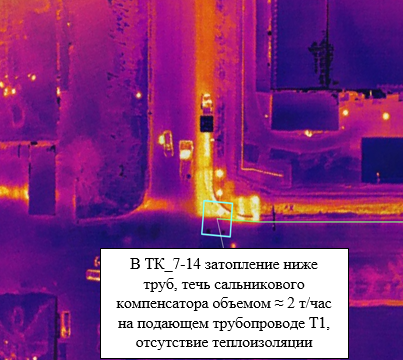 В ТК_7-14 затопление ниже
труб, течь сальникового
компенсатора объемом ≈ 2 т/час
на подающем трубопроводе Т1,
отсутствие теплоизоляции